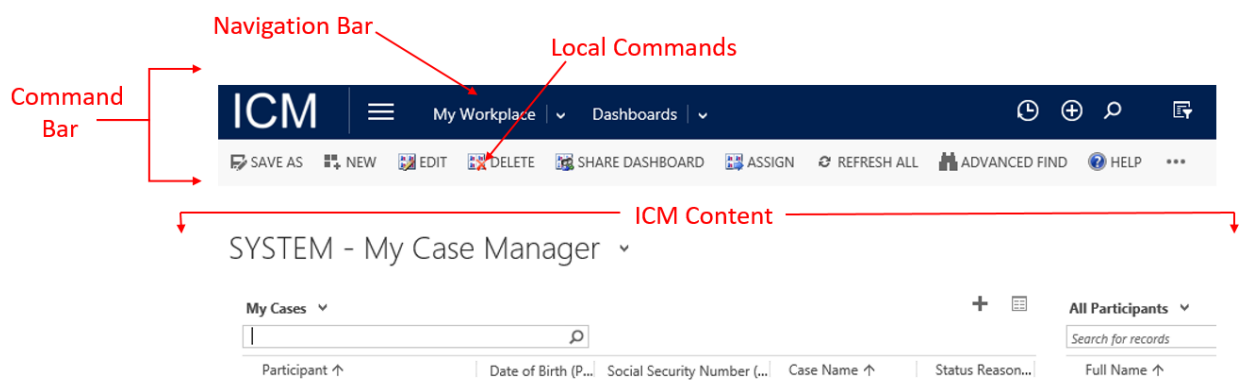 Navigation Bar
Local Commands
Command
Bar
ICM
My Workplace
Dashboards
SAVE AS
NEW
EDIT
DELETE
SHARE DASHBOARD
ASSIGN
REFRESH ALL
ADVANCED FIND
HELP
•••
ICM Content
SYSTEM - My Case Manager
My Cases
All Participants
Search for records
Participant
Date of Birth (P...
Social Security Number (...
Case Name
Status Reason...
Full Name